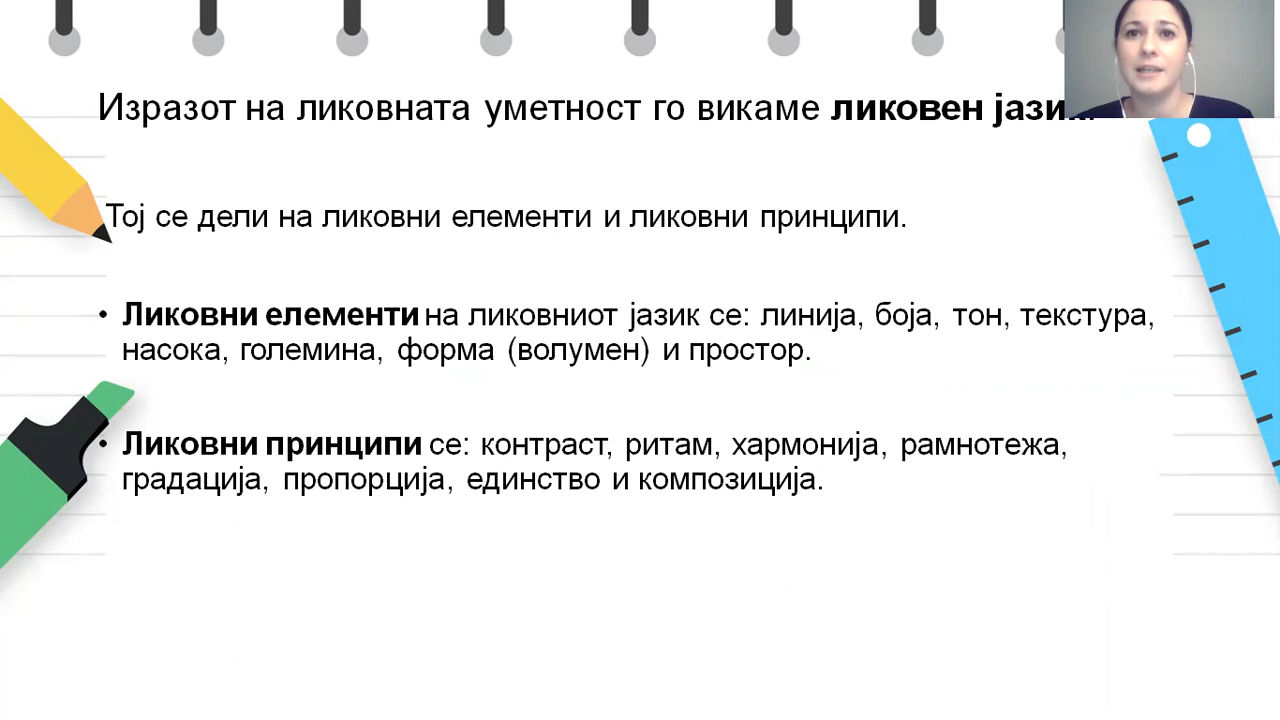 Изразот на ликовната уметност го викаме ликовен јазик.
Тој се дели на ликовни елементи и ликовни принципи.
• Ликовни елементи на ликовниот јазик се: линија, боја, тон, текстура,
насока, големина, форма (волумен) и простор.
• Ликовни принципи се: контраст, ритам, хармонија, рамнотежа,
градација, пропорција, единство и композиција.